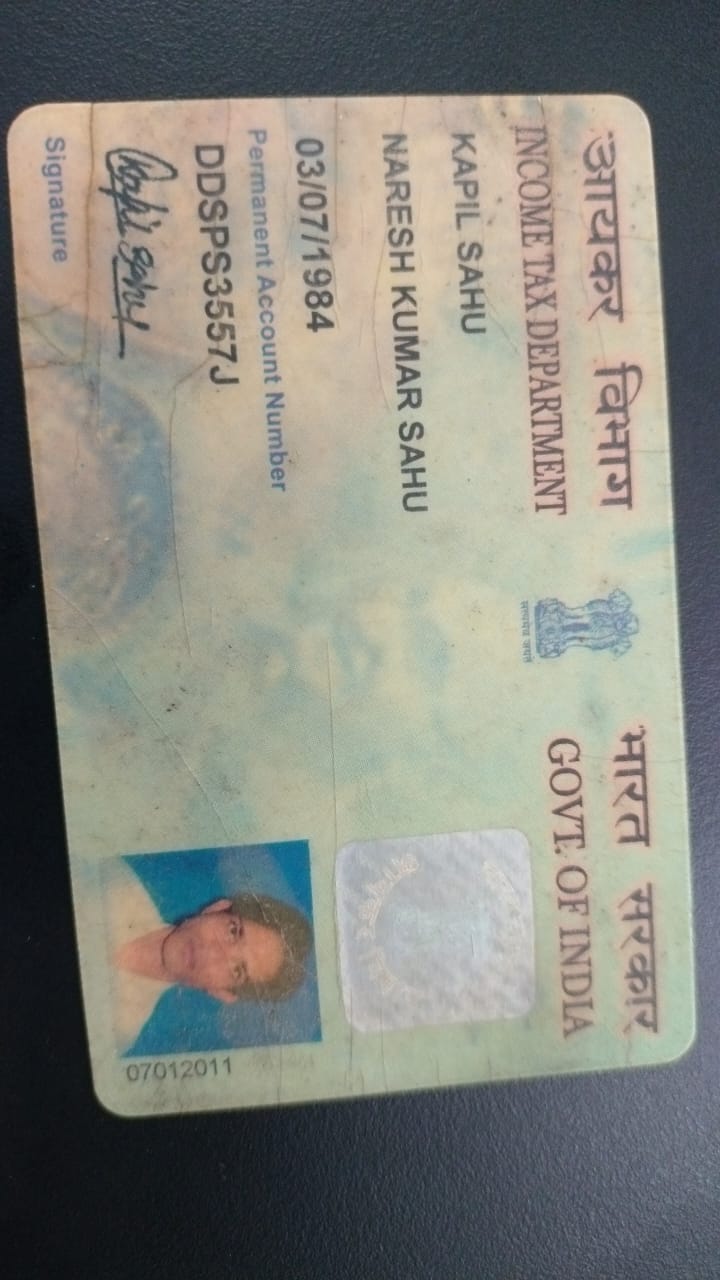 आयकर विभाग
INCOME TAX DEPARTMENT
सत्यमेव जयते
भारत सरकार
GOVT. OF INDIA
KAPIL SAHU
NARESH KUMAR SAHU
03/07/1984
Permanent Account Number
DDSPS3557J
Kapil Sahu
Signature
07012011